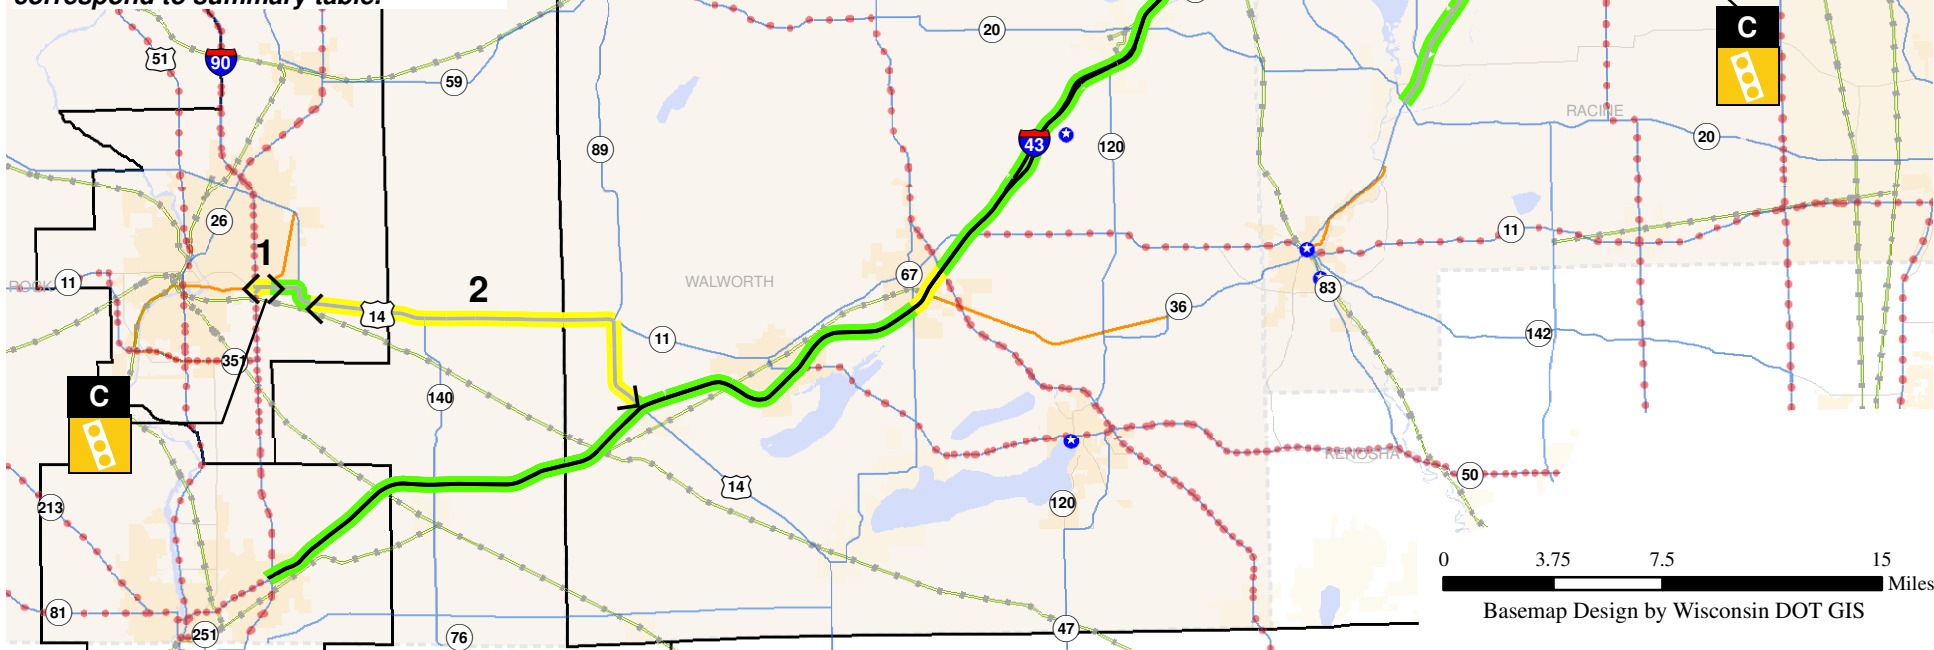 correspond to summary table.
51
90
59
20
C
43
89
120
RACINE
20
26
1
11
ROCK
2
14
WALWORTH
67
11
36
83
11
142
351
C
140
14
213
120
KENOSHA
50
0 3.75 7.5 15
Miles
Basemap Design by Wisconsin DOT GIS
81
251
76
47